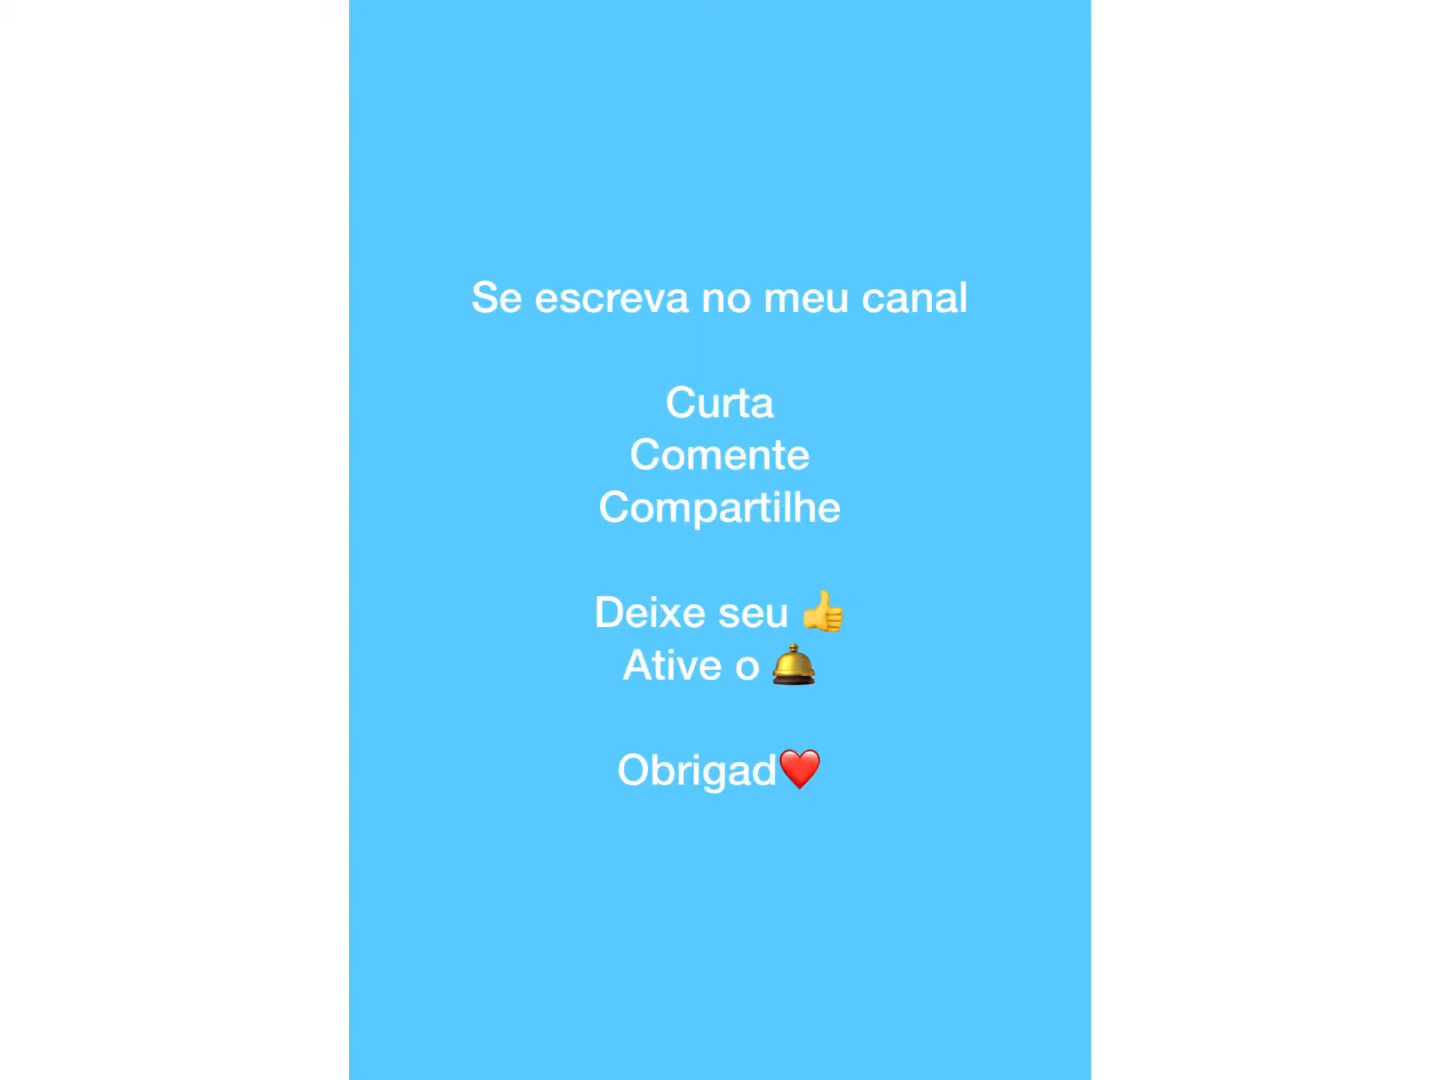 Se escreva no meu canal
Curta
Comente
Compartilhe
Deixe seu 👍
Ative o 🛎️
Obrigad❤️